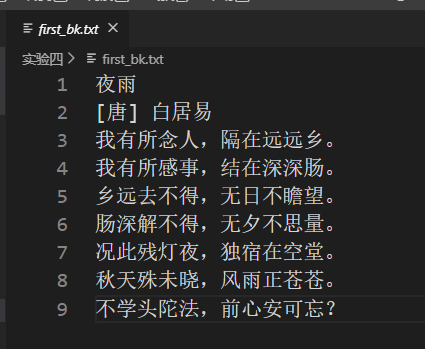 first_bk.txt ×
实验四 > first_bk.txt
1 夜雨
2 [唐] 白居易
3 我有所念人，隔在远远乡。
4 我有所感事，结在深深肠。
5 乡远去不得，无日不瞻望。
6 肠深解不得，无夕不思量。
7 况此残灯夜，独宿在空堂。
8 秋天殊未晓，风雨正苍苍。
9 不学头陀法，前心安可忘？